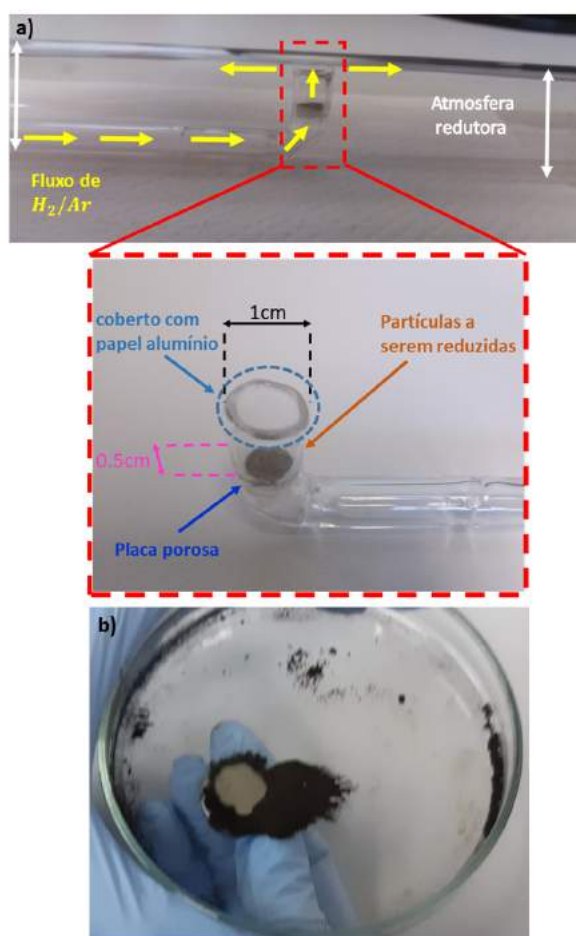 a)
Atmosfera
redutora
Fluxo de
H₂/Ar
1cm
coberto com
papel alumínio
Partículas a
serem reduzidas
0.5cm
Placa porosa
b)